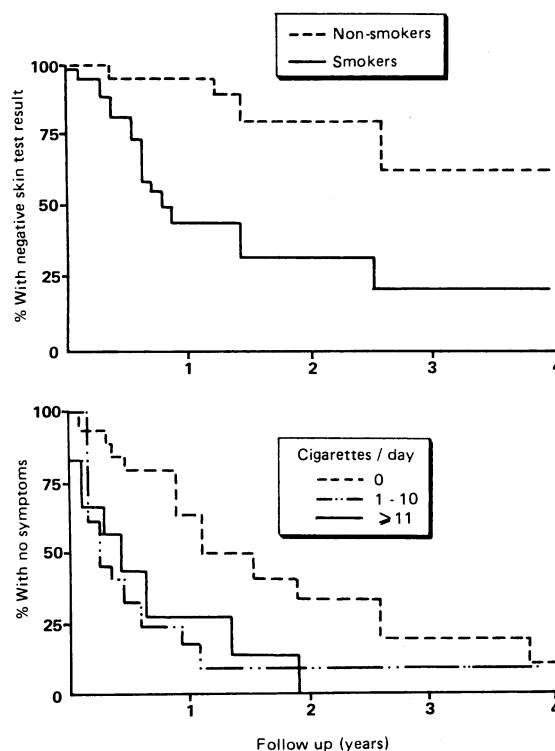 Non-smokers
Smokers
% With negative skin test result
100
75
50
25
0
1
2
3
4
% With no symptoms
100
75
50
25
0
Cigarettes / day
0
1 - 10
⩾ 11
1
2
3
4
Follow up (years)